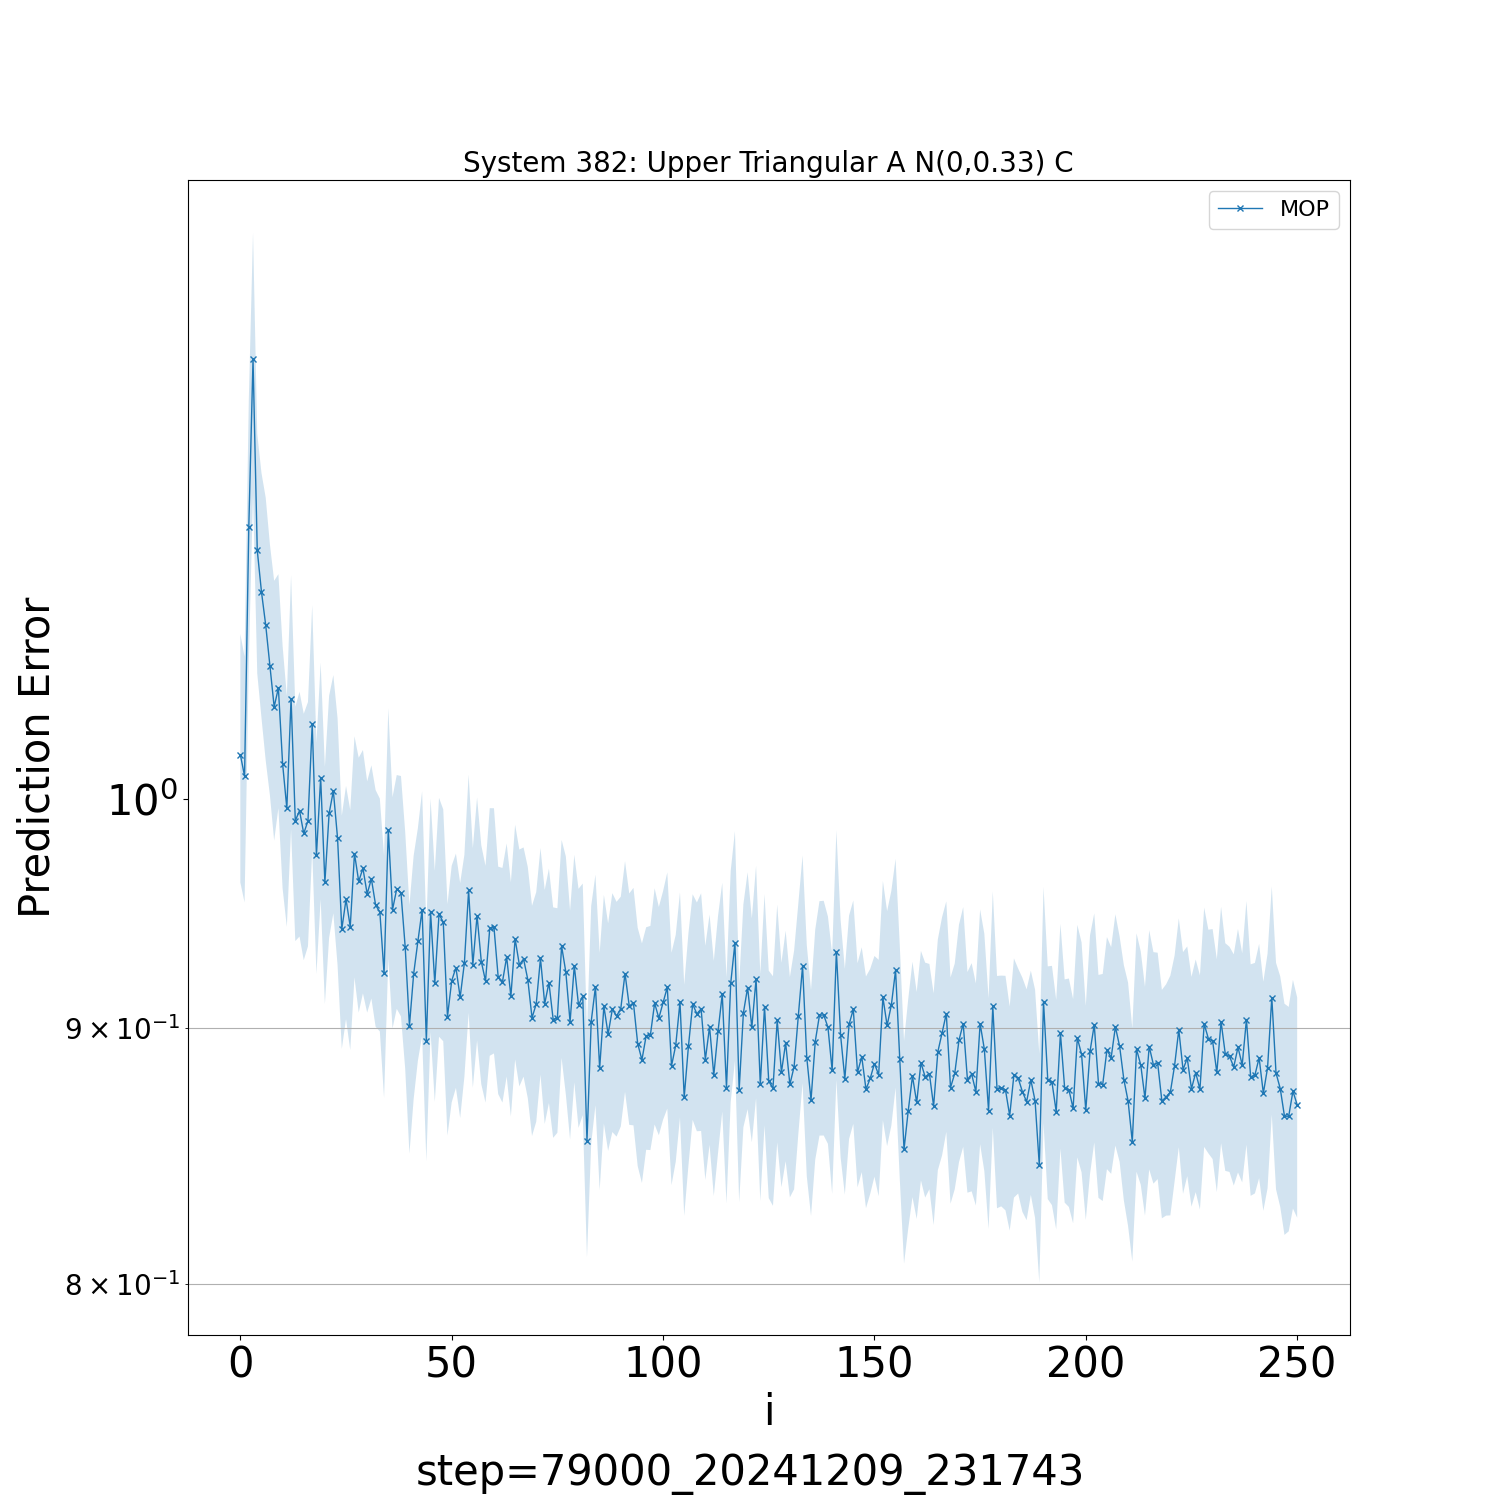 System 382: Upper Triangular A N(0,0.33) C
MOP
Prediction Error
10⁰
9 × 10⁻¹
8 × 10⁻¹
0 50 100 150 200 250
i
step=79000_20241209_231743